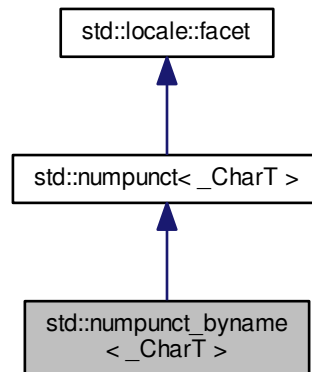 std::locale::facet
std::numpunct< _CharT >
std::numpunct_byname
< _CharT >